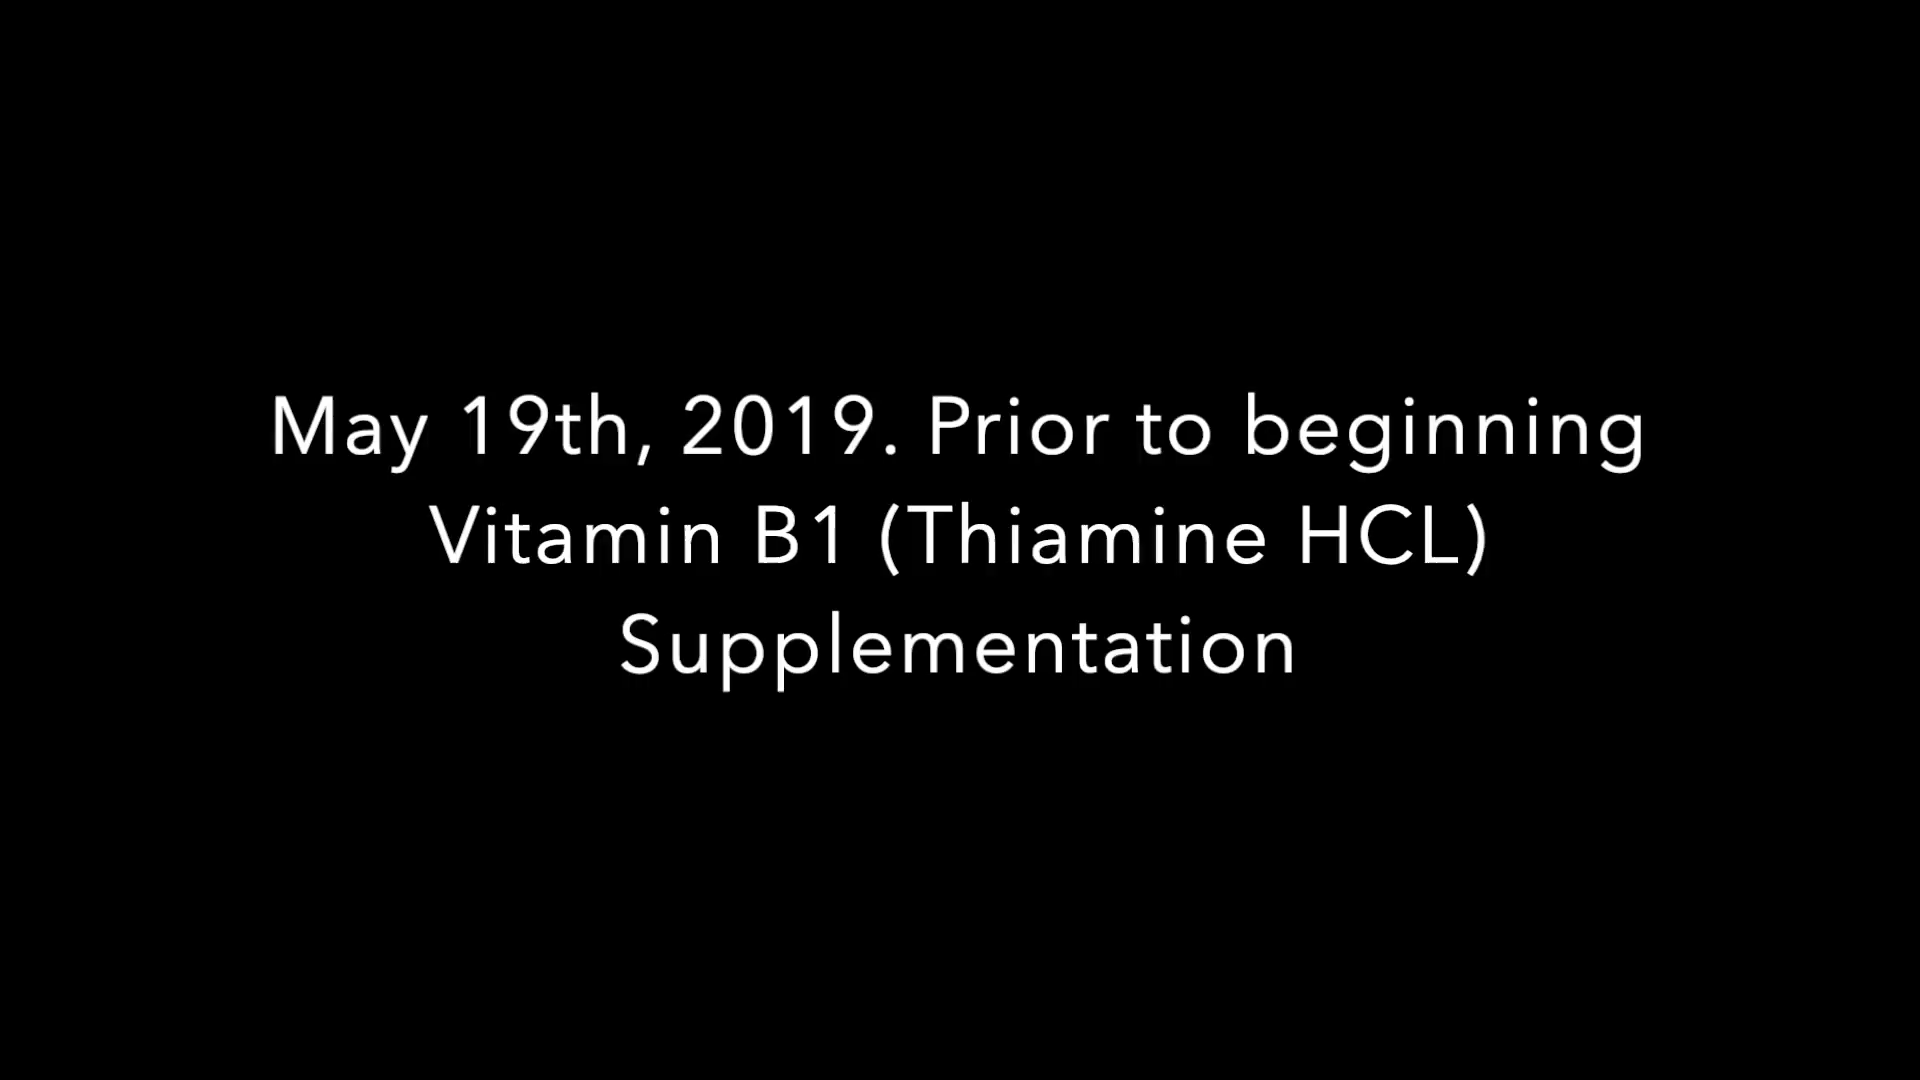 May 19th, 2019. Prior to beginning
Vitamin B1 (Thiamine HCL)
Supplementation